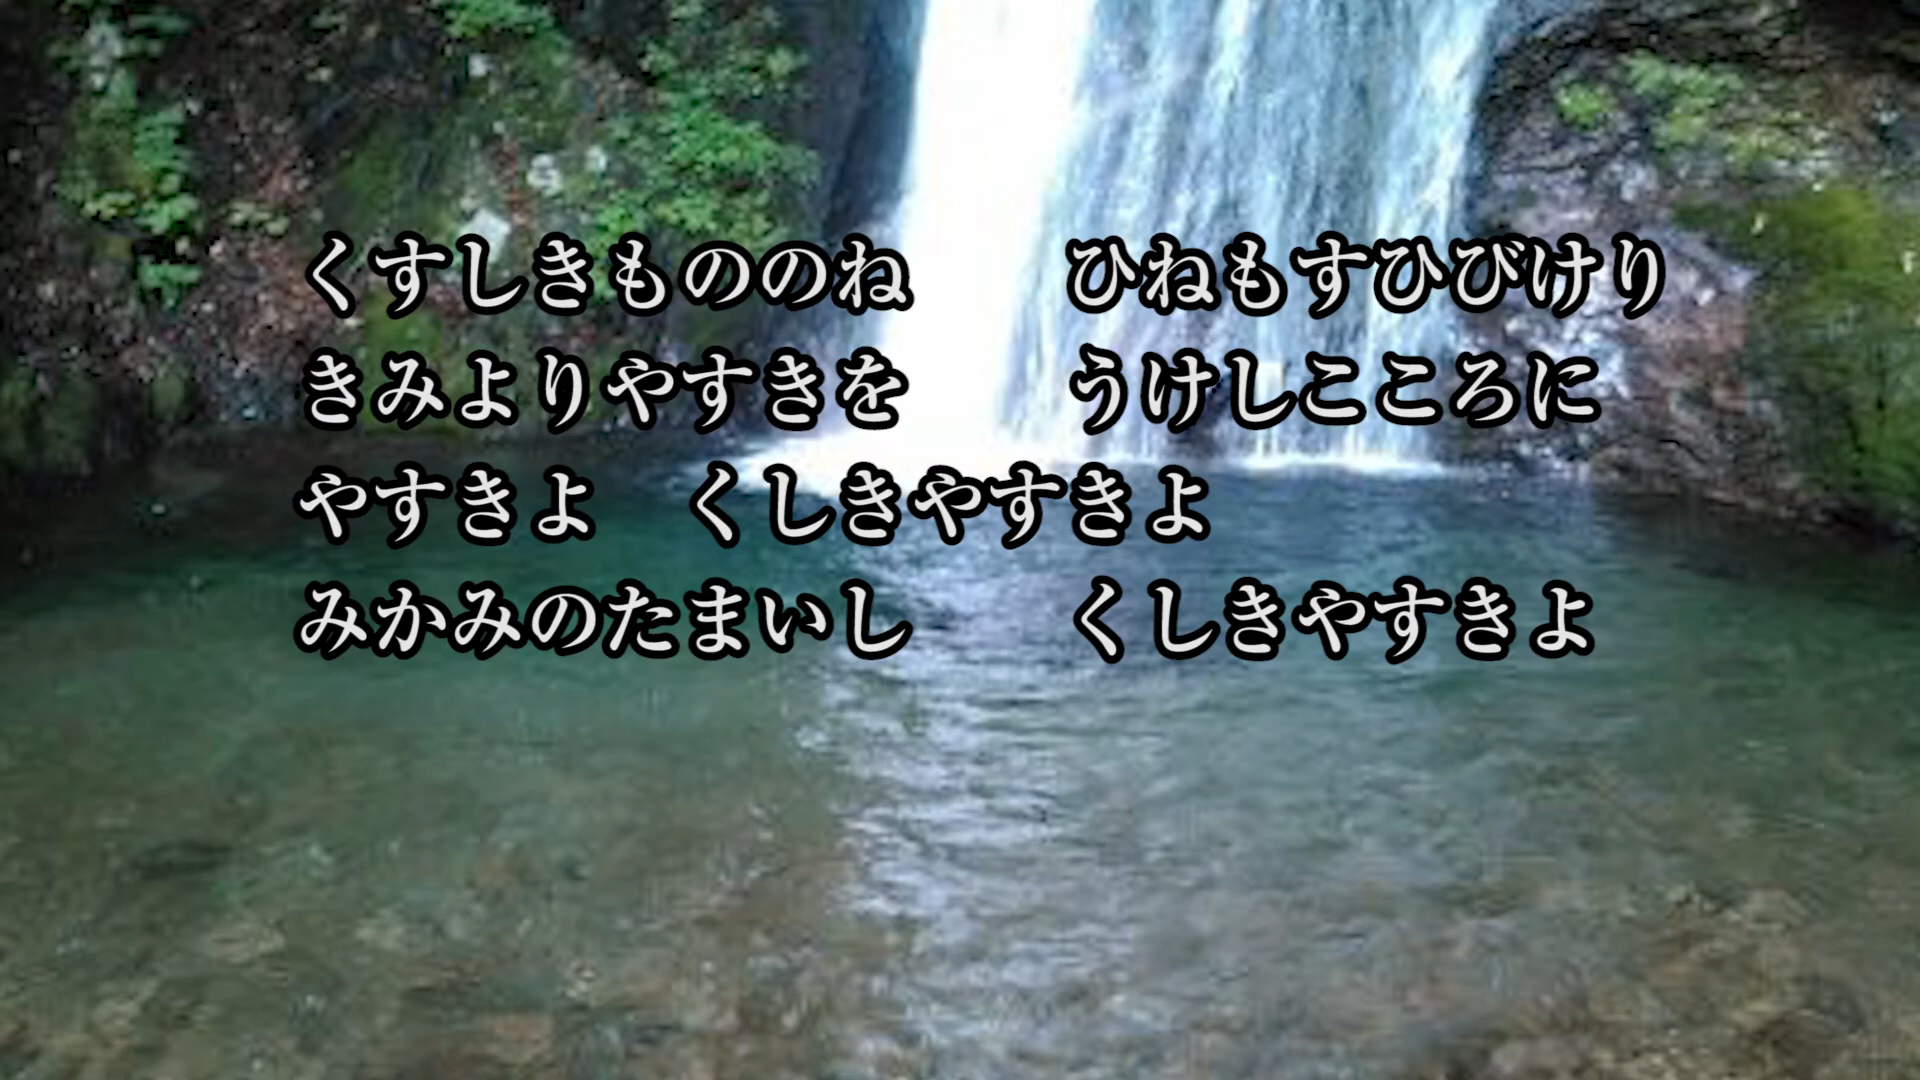 くすしきもののね　　ひねもすひびけり
きみよりやすきを　　うけしこころに
やすきよ　くしきやすきよ
みかみのたまいし　　くしきやすきよ